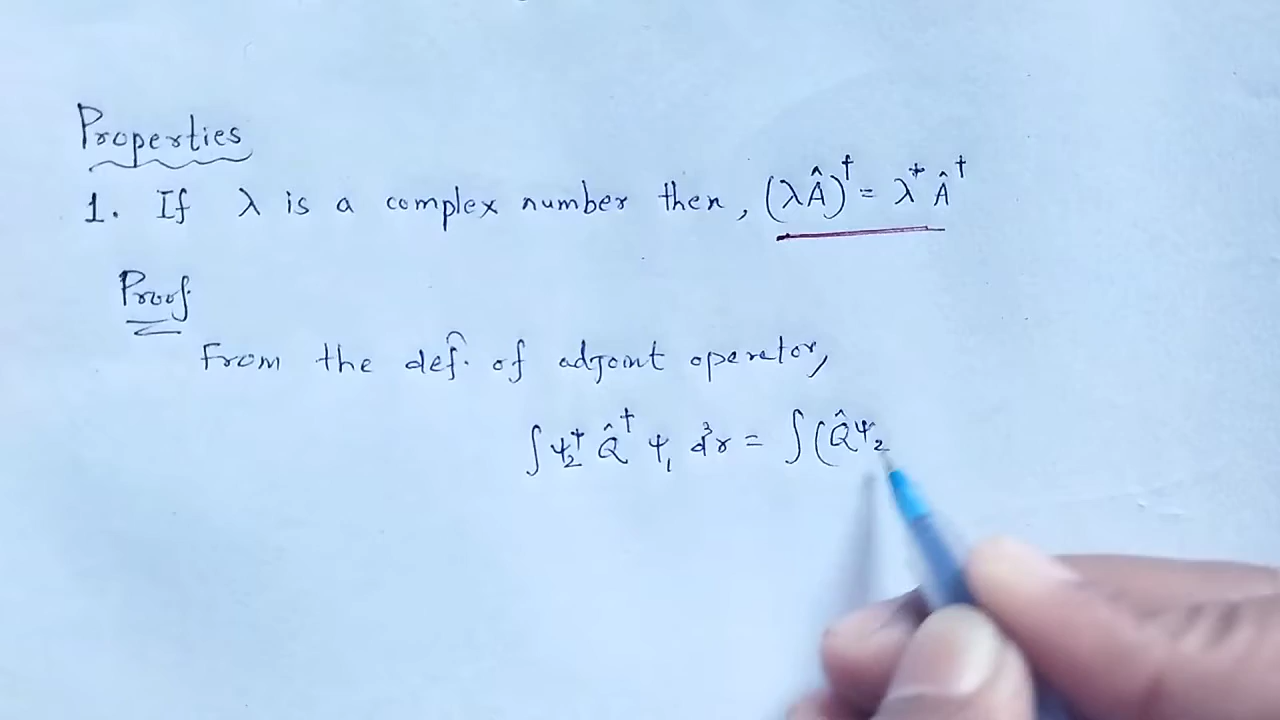 Properties
1. If λ is a complex number then, (λÂ)† = λ* Â†
Proof
From the def. of adjoint operator,
∫ψ₂* Q̂† ψ₁ d³r = ∫(Q̂ψ₂